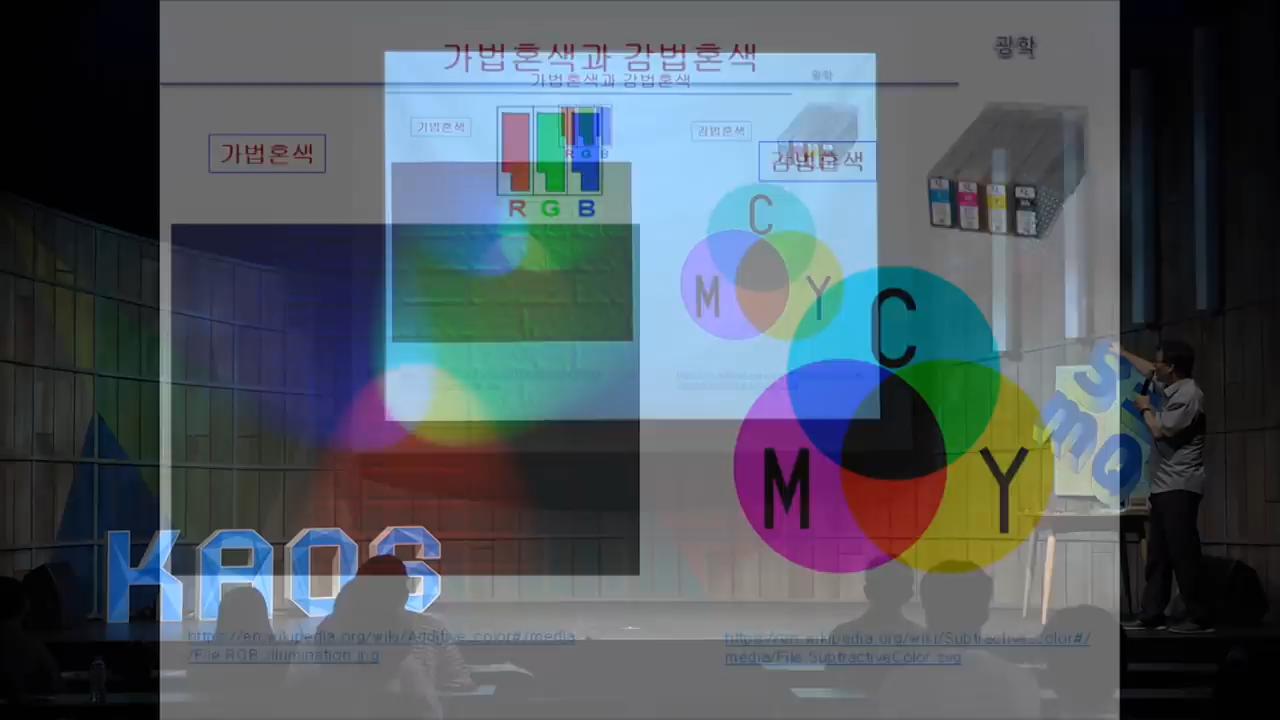 가법혼색과 감법혼색
광학
가법혼색과 감법혼색
광학
가법혼색
가법혼색
감법혼색
감법혼색
R G B
R G B
C
M
Y
C
M
Y
KAOS
https://en.wikipedia.org/wiki/Additive_color#/media
/File:RGB_illumination.jpg
https://en.wikipedia.org/wiki/Subtractive_color#/
media/File:SubtractiveColor.svg